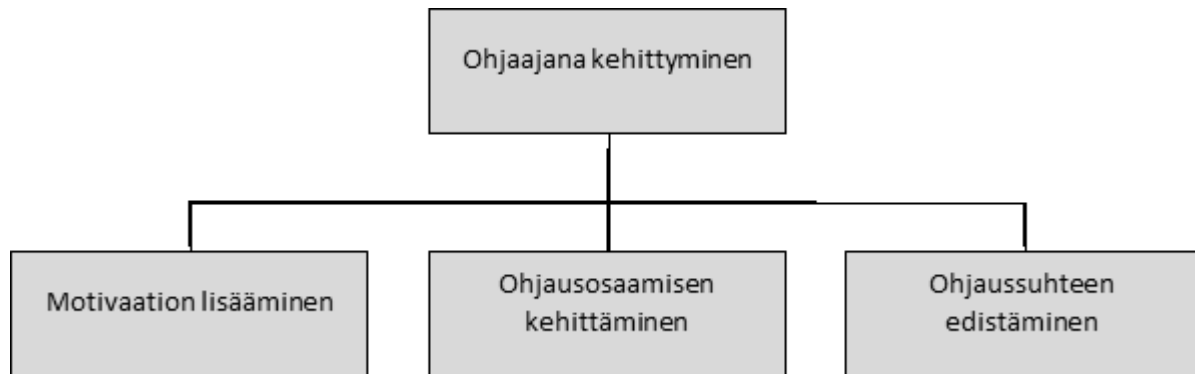 Ohjaajana kehittyminen
Motivaation lisääminen
Ohjausosaamisen
kehittäminen
Ohjaussuhteen
edistäminen